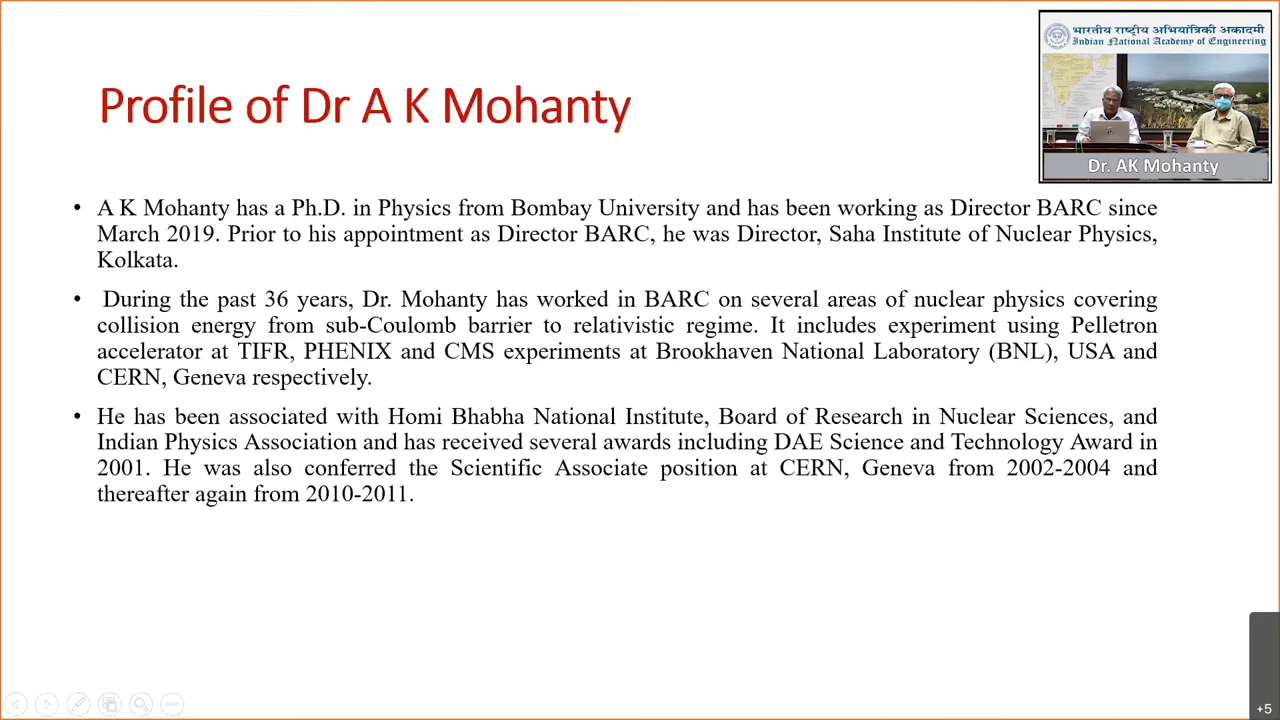 भारतीय राष्ट्रीय अभियांत्रिकी अकादमी
Indian National Academy of Engineering
Profile of Dr A K Mohanty
Dr. AK Mohanty
• A K Mohanty has a Ph.D. in Physics from Bombay University and has been working as Director BARC since
March 2019. Prior to his appointment as Director BARC, he was Director, Saha Institute of Nuclear Physics,
Kolkata.
• During the past 36 years, Dr. Mohanty has worked in BARC on several areas of nuclear physics covering
collision energy from sub-Coulomb barrier to relativistic regime. It includes experiment using Pelletron
accelerator at TIFR, PHENIX and CMS experiments at Brookhaven National Laboratory (BNL), USA and
CERN, Geneva respectively.
• He has been associated with Homi Bhabha National Institute, Board of Research in Nuclear Sciences, and
Indian Physics Association and has received several awards including DAE Science and Technology Award in
2001. He was also conferred the Scientific Associate position at CERN, Geneva from 2002-2004 and
thereafter again from 2010-2011.
+5